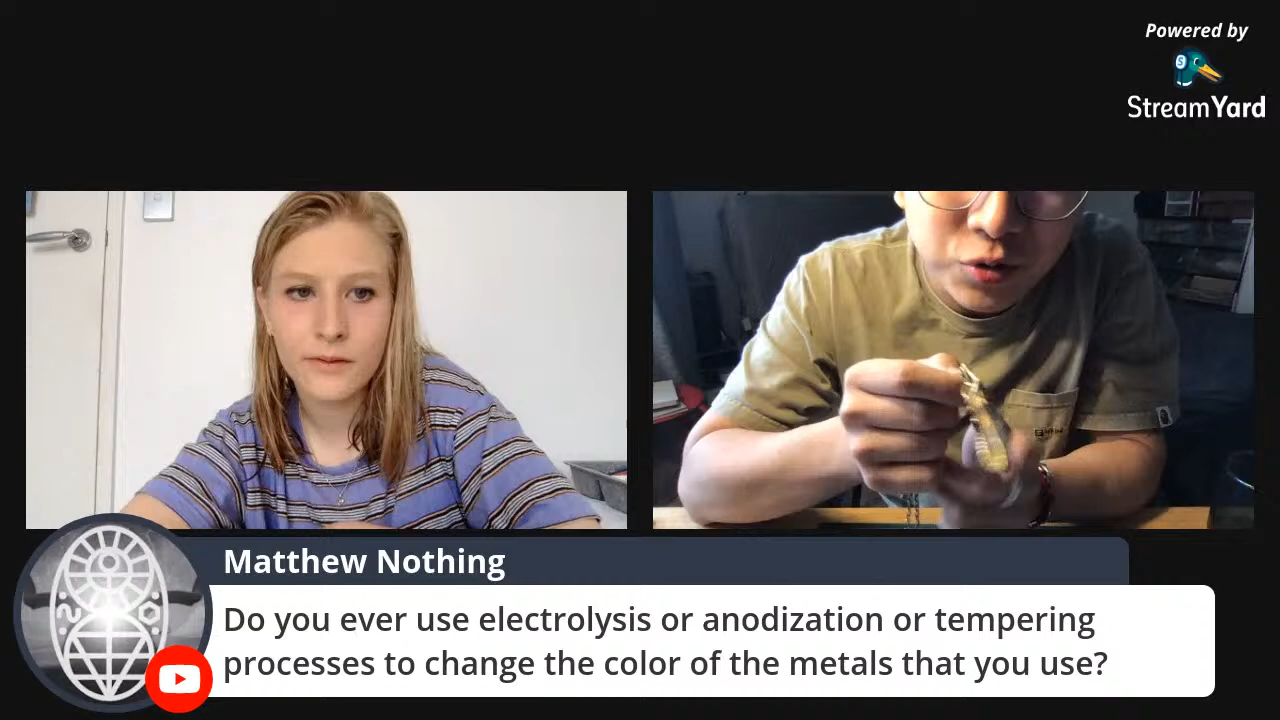 Powered by
StreamYard
Matthew Nothing
Do you ever use electrolysis or anodization or tempering
processes to change the color of the metals that you use?